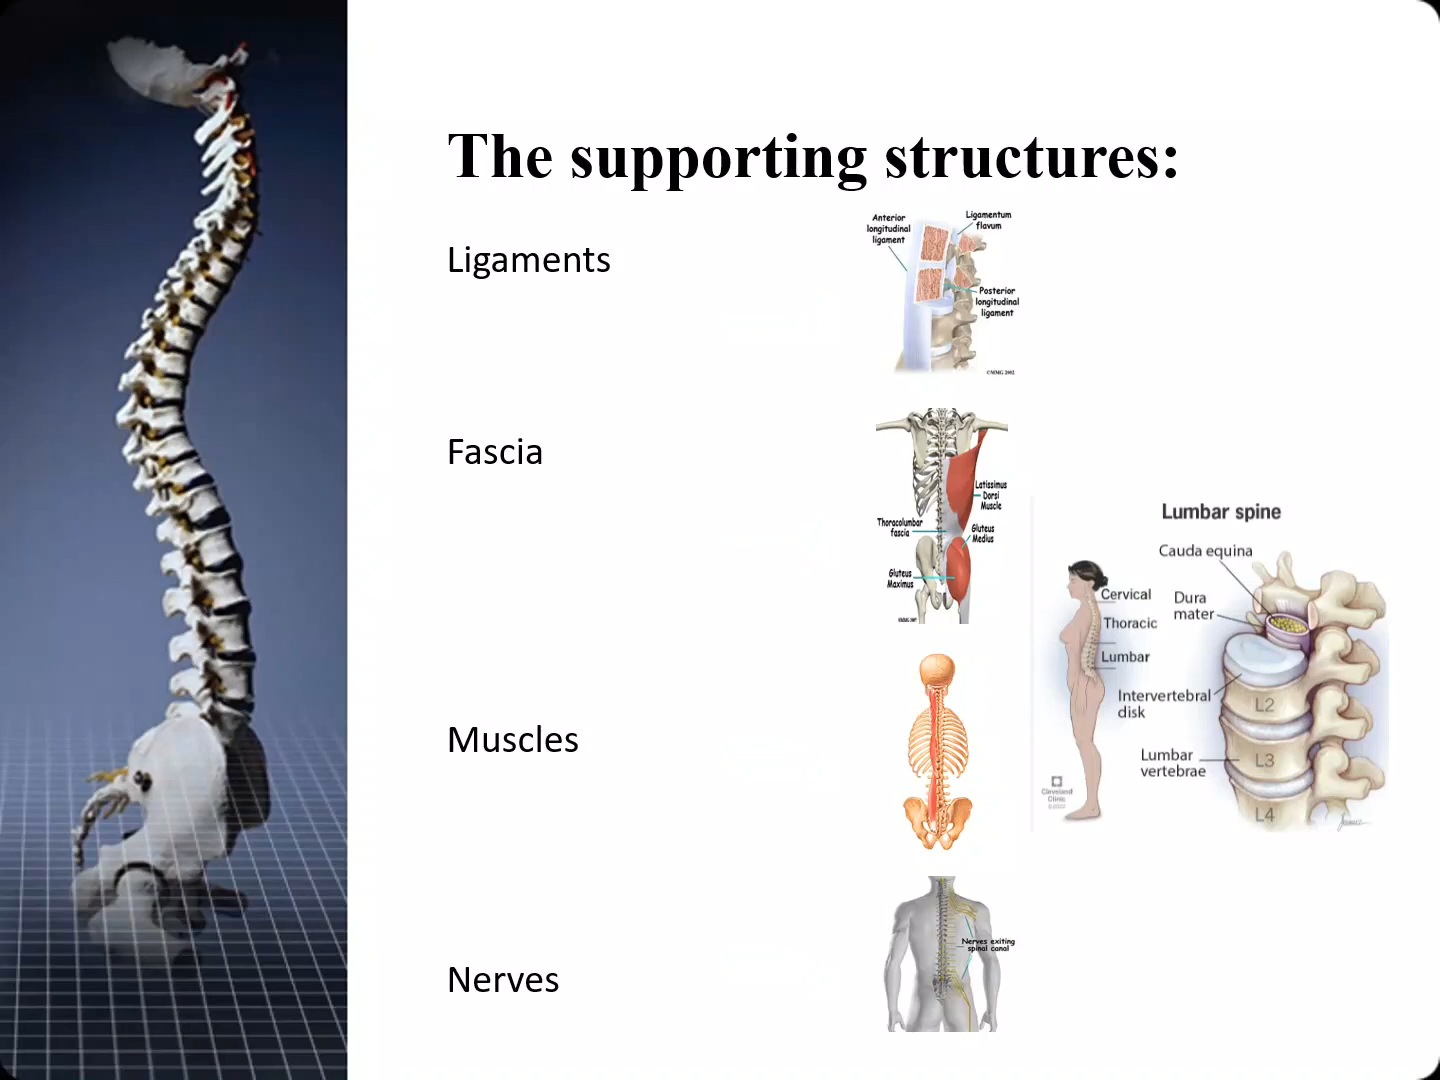 The supporting structures:
Ligaments
Anterior
longitudinal
ligament
Ligamentum
flavum
Posterior
longitudinal
ligament
©MMG 2002
Fascia
Latissimus
Dorsi
Muscle
Thoracolumbar
fascia
Gluteus
Medius
Gluteus
Maximus
Lumbar spine
Cauda equina
Cervical
Thoracic
Lumbar
Dura
mater
Intervertebral
disk
Lumbar
vertebrae
L2
L3
L4
Cleveland
Clinic
Muscles
Nerves
Nerves exiting
spinal canal